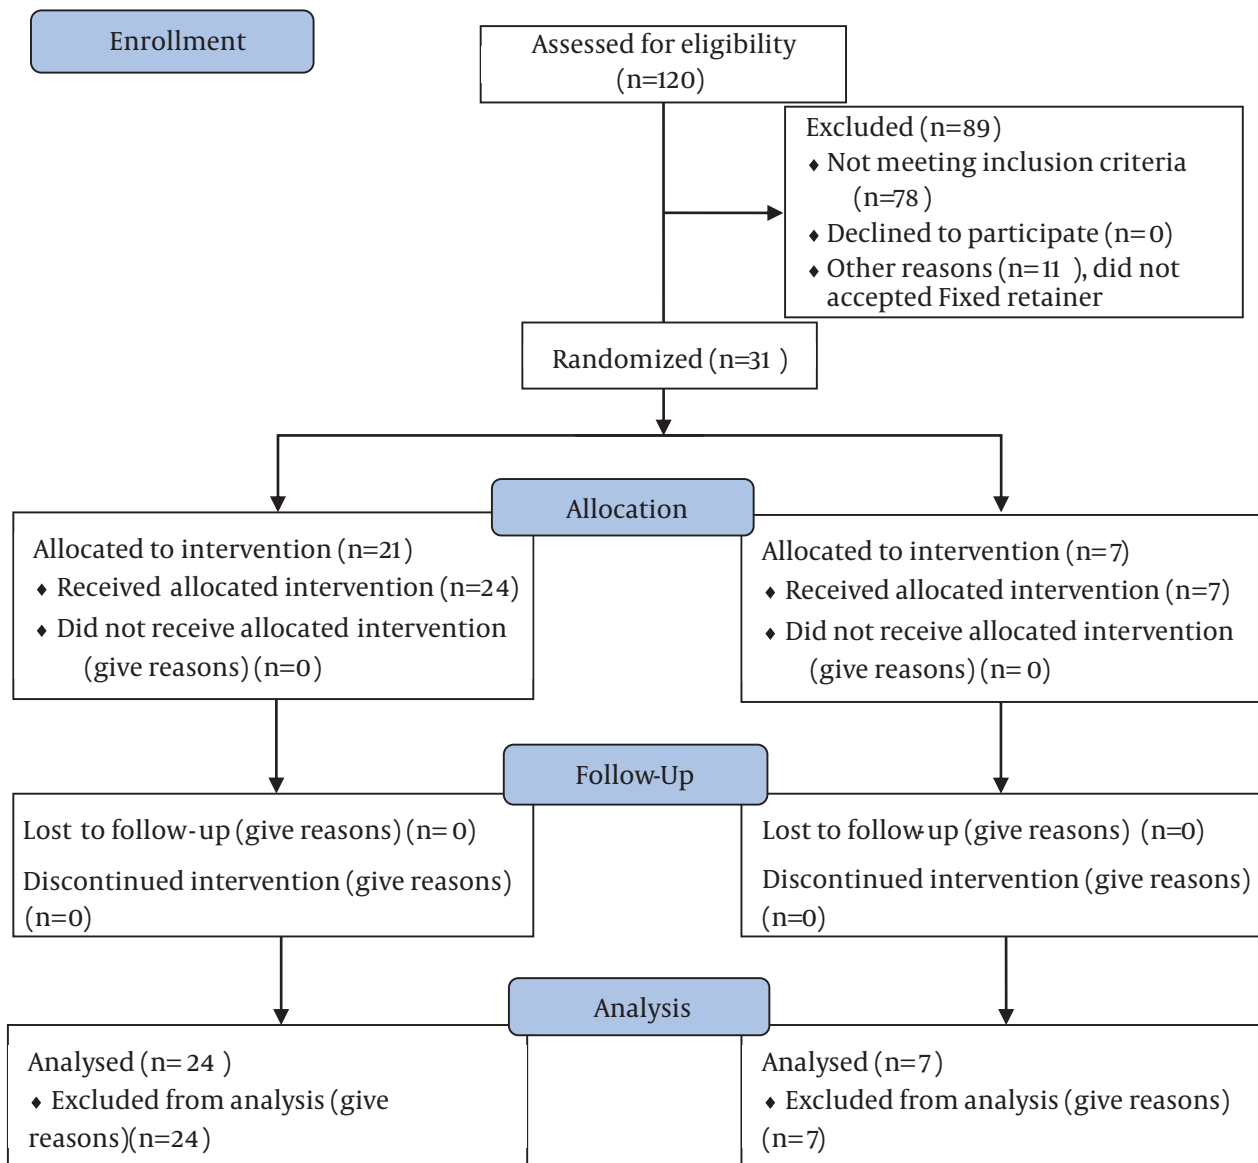 Enrollment
Assessed for eligibility
(n=120)
Excluded (n=89)
♦ Not meeting inclusion criteria
(n=78)
♦ Declined to participate (n=0)
♦ Other reasons (n=11 ), did not
accepted Fixed retainer
Randomized (n=31 )
Allocation
Allocated to intervention (n=21)
♦ Received allocated intervention (n=24)
♦ Did not receive allocated intervention
(give reasons) (n=0)
Allocated to intervention (n=7)
♦ Received allocated intervention (n=7)
♦ Did not receive allocated intervention
(give reasons) (n= 0)
Follow-Up
Lost to follow-up (give reasons) (n= 0)
Discontinued intervention (give reasons)
(n=0)
Lost to follow-up (give reasons) (n=0)
Discontinued intervention (give reasons)
(n=0)
Analysis
Analysed (n= 24 )
♦ Excluded from analysis (give
reasons)(n=24)
Analysed (n=7)
♦ Excluded from analysis (give reasons)
(n=7)